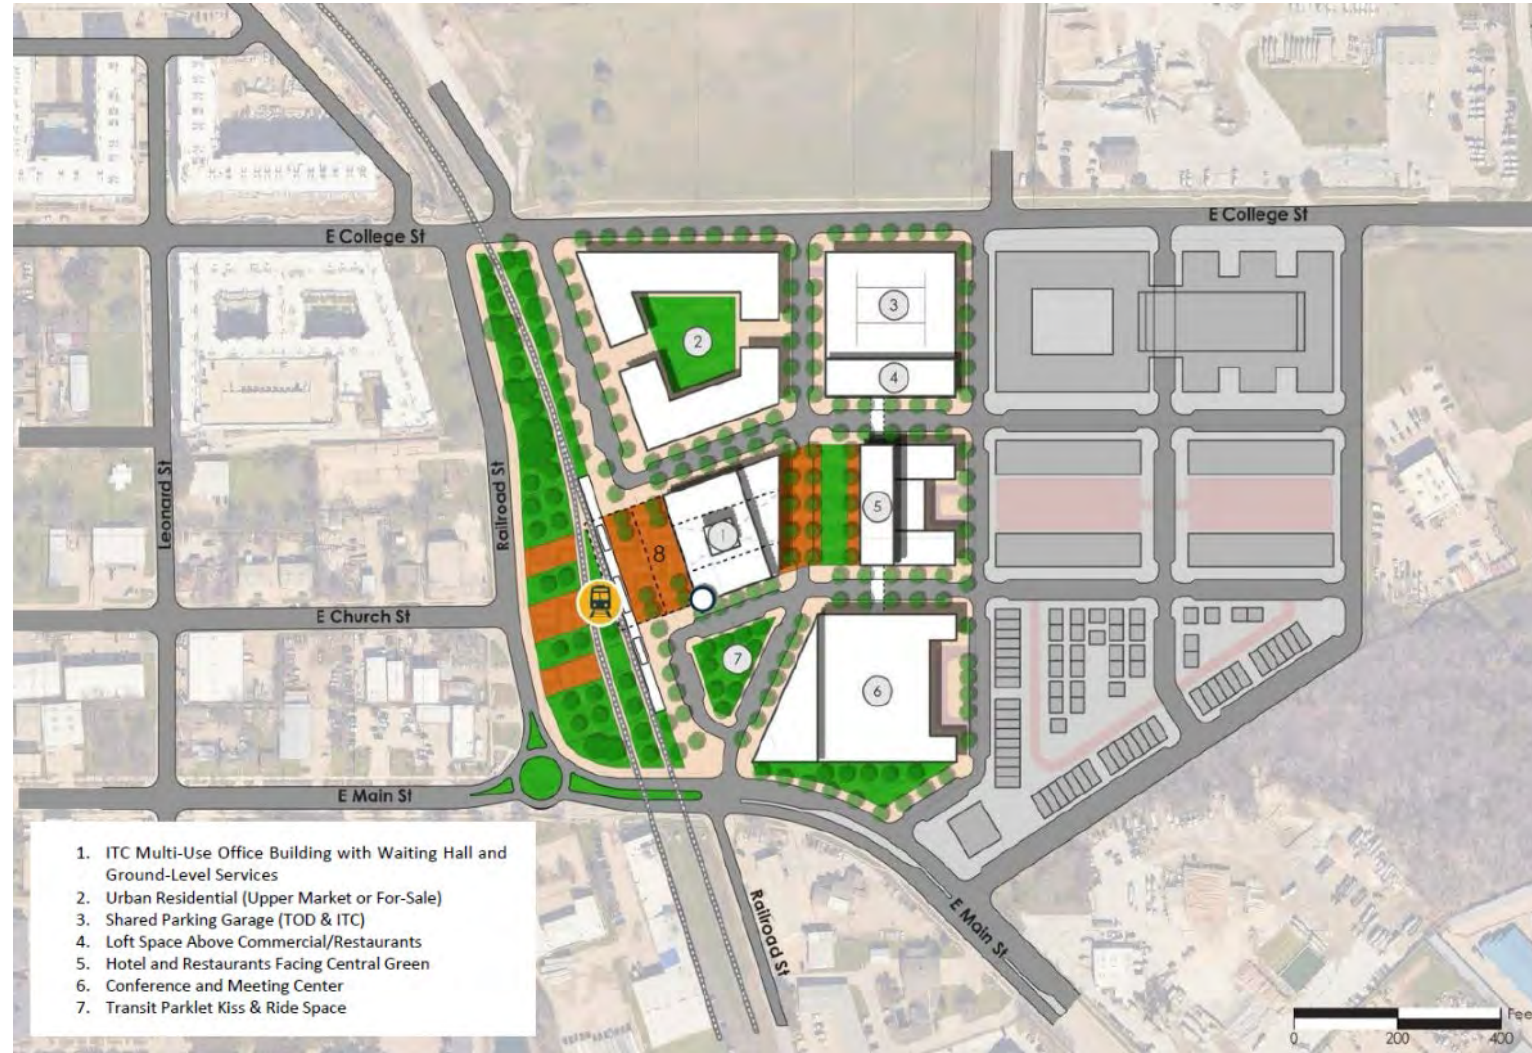 E College St
E College St
2
3
4
Leonard St
Railroad St
1
5
8
E Church St
7
6
E Main St
1. ITC Multi-Use Office Building with Waiting Hall and
Ground-Level Services
2. Urban Residential (Upper Market or For-Sale)
3. Shared Parking Garage (TOD & ITC)
4. Loft Space Above Commercial/Restaurants
5. Hotel and Restaurants Facing Central Green
6. Conference and Meeting Center
7. Transit Parklet Kiss & Ride Space
Railroad St
E Main St
Fee
0 200 400